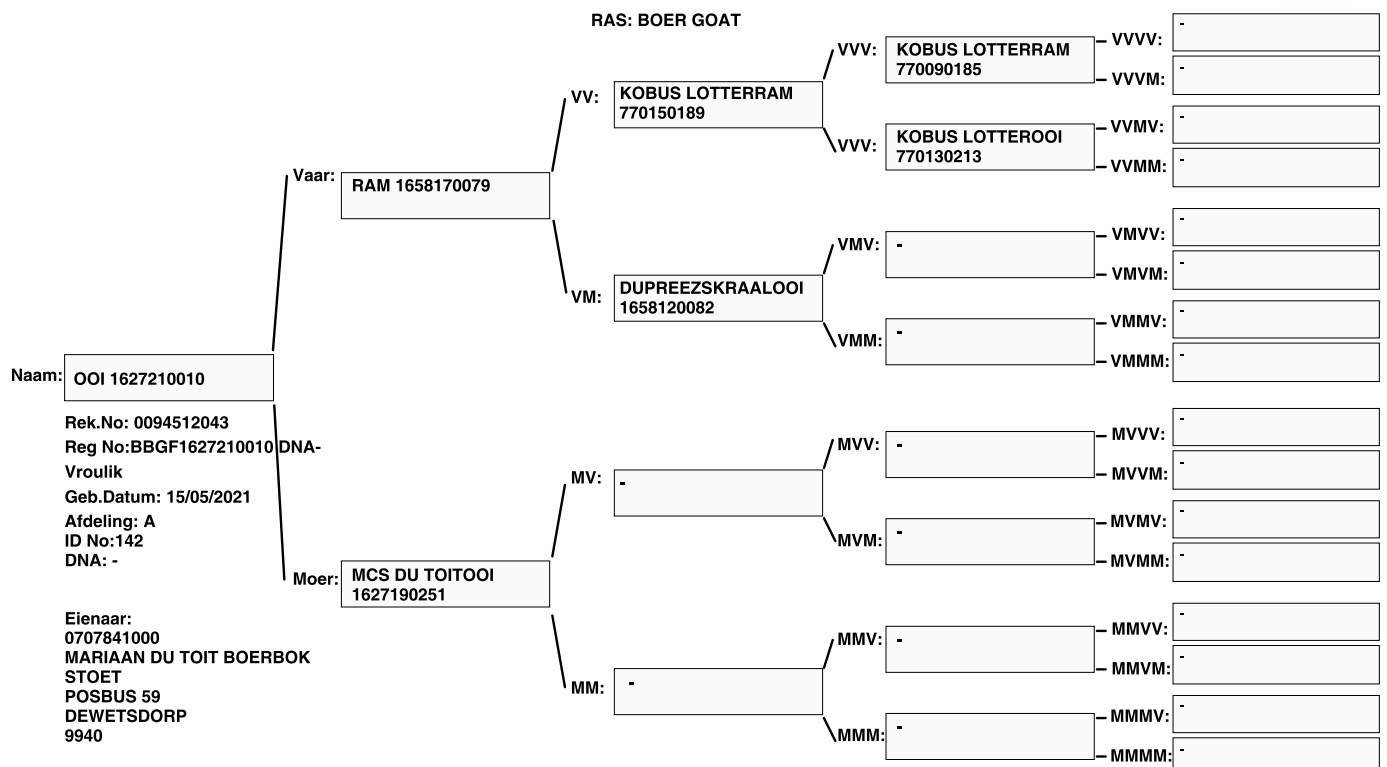 RAS: BOER GOAT
Naam: OOI 1627210010
Rek.No: 0094512043
Reg No:BBGF1627210010 DNA-
Vroulik
Geb.Datum: 15/05/2021
Afdeling: A
ID No:142
DNA: -
Eienaar:
0707841000
MARIAAN DU TOIT BOERBOK
STOET
POSBUS 59
DEWETSDORP
9940
Vaar: RAM 1658170079
Moer: MCS DU TOITOOI
1627190251
VV: KOBUS LOTTERRAM
770150189
VM: DUPREEZSKRAALOOI
1658120082
MV: -
MM: -
VVV: KOBUS LOTTERRAM
770090185
VVV: KOBUS LOTTEROOI
770130213
VMV: -
VMM: -
MVV: -
MVM: -
MMV: -
MMM: -
VVVV: -
VVVM: -
VVMV: -
VVMM: -
VMVV: -
VMVM: -
VMMV: -
VMMM: -
MVVV: -
MVVM: -
MVMV: -
MVMM: -
MMVV: -
MMVM: -
MMMV: -
MMMM: -